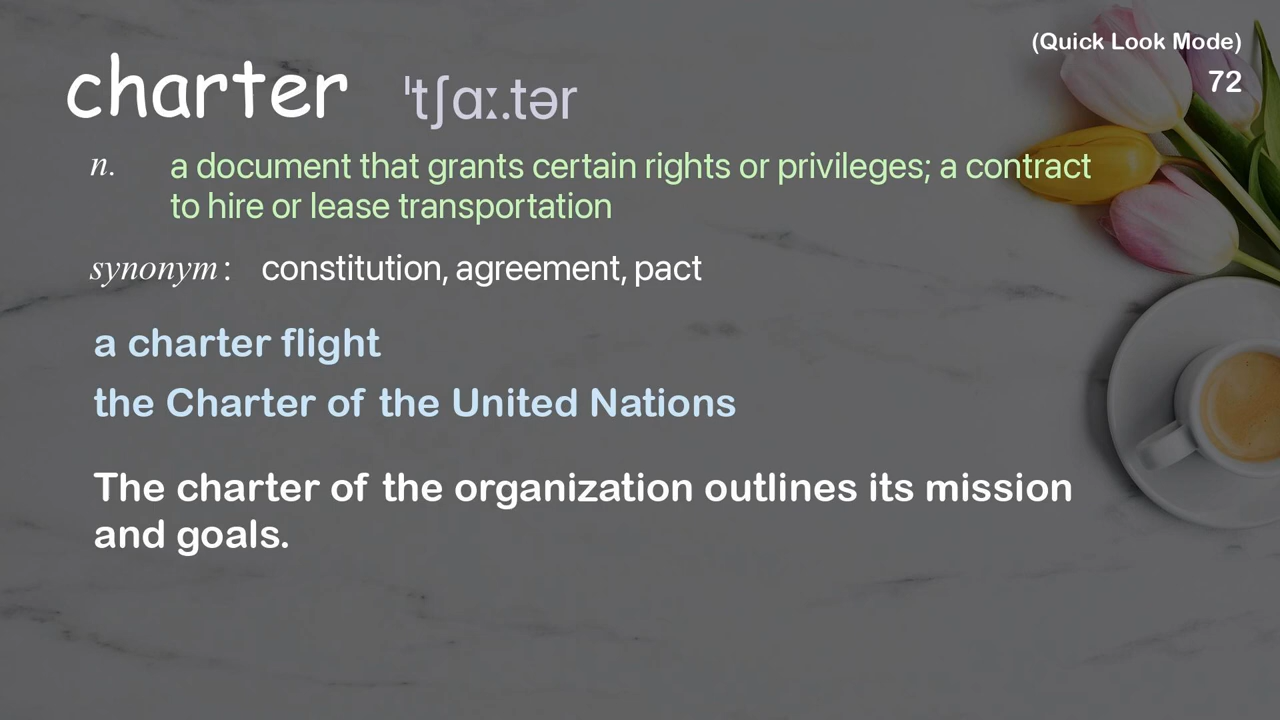 (Quick Look Mode)
72
charter ˈtʃɑː.tər
n. a document that grants certain rights or privileges; a contract
to hire or lease transportation
synonym: constitution, agreement, pact
a charter flight
the Charter of the United Nations
The charter of the organization outlines its mission
and goals.